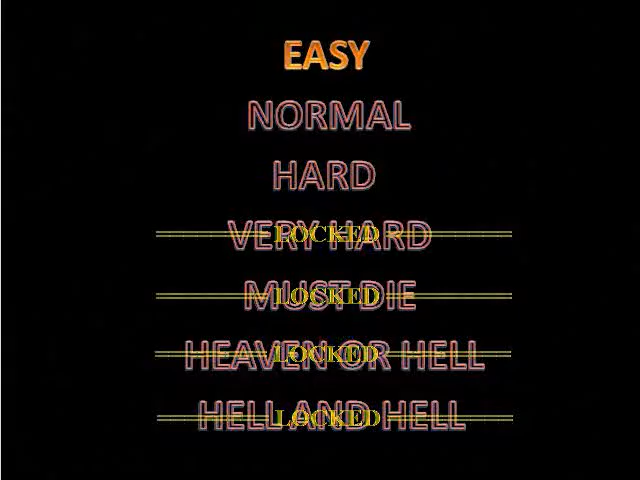 EASY
NORMAL
HARD
VERY HARD
LOCKED
MUST DIE
LOCKED
HEAVEN OR HELL
LOCKED
HELL AND HELL
LOCKED